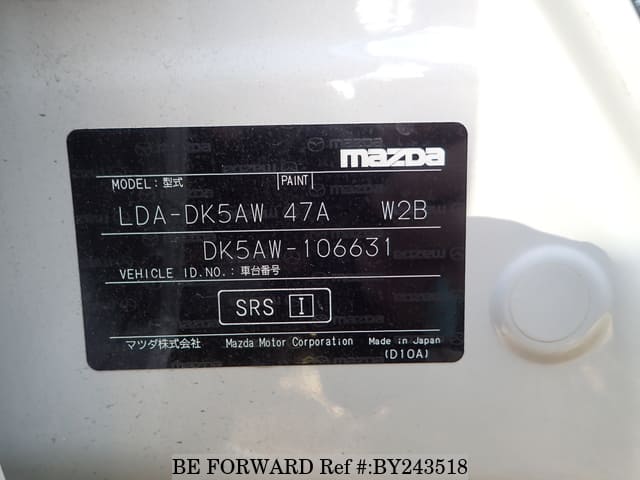 mazda
MODEL: 型式 PAINT
LDA-DK5AW 47A W2B
DK5AW-106631
VEHICLE ID.NO.: 車台番号
SRS I
マツダ株式会社 Mazda Motor Corporation Made in Japan
(D10A)
BE FORWARD Ref #:BY243518